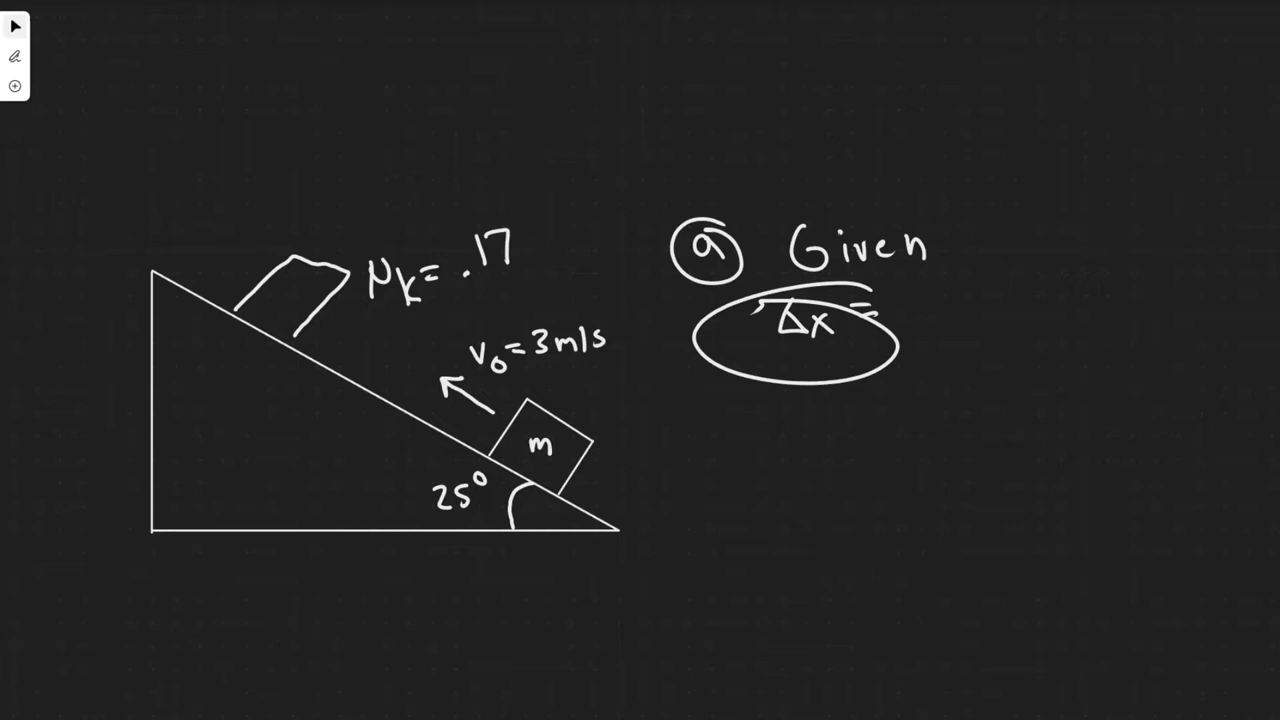 μk = .17
v₀ = 3 m/s
m
25°
a Given
Δx =